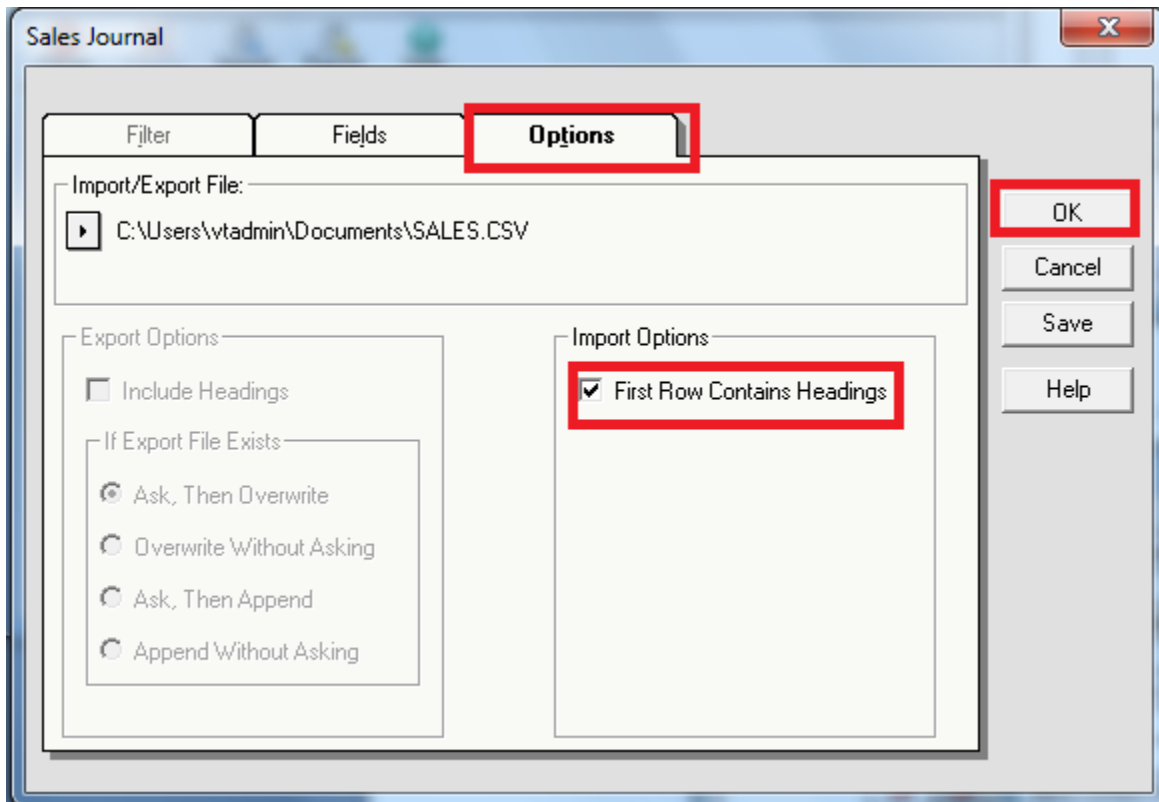 Sales Journal
Filter
Fields
Options
Import/Export File:
C:\Users\vtadmin\Documents\SALES.CSV
OK
Cancel
Save
Help
Export Options
Include Headings
If Export File Exists
Ask, Then Overwrite
Overwrite Without Asking
Ask, Then Append
Append Without Asking
Import Options
First Row Contains Headings